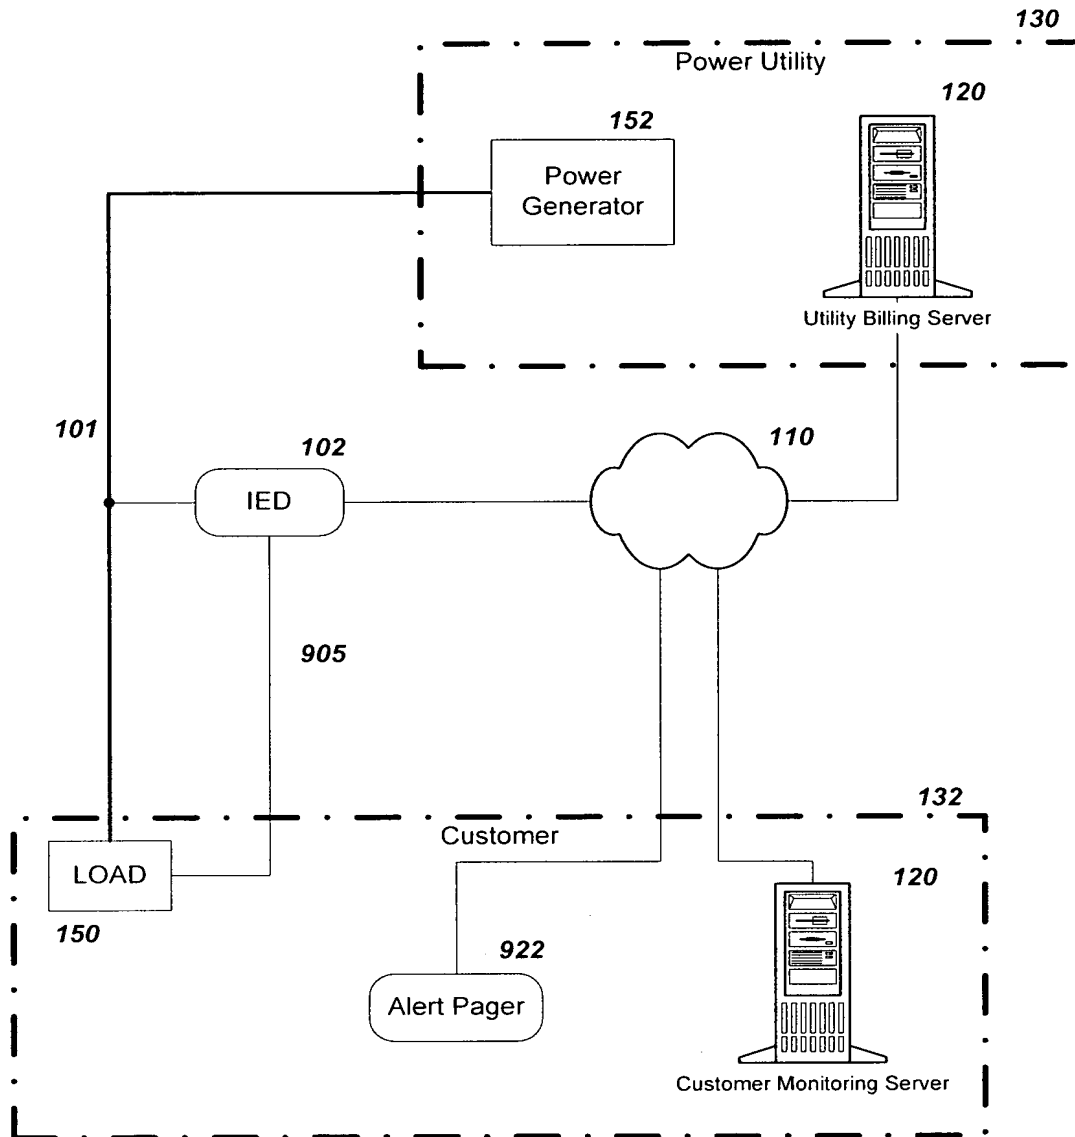 130
Power Utility
120
152
Power
Generator
Utility Billing Server
101
102
110
IED
905
132
Customer
LOAD
120
150
922
Alert Pager
Customer Monitoring Server